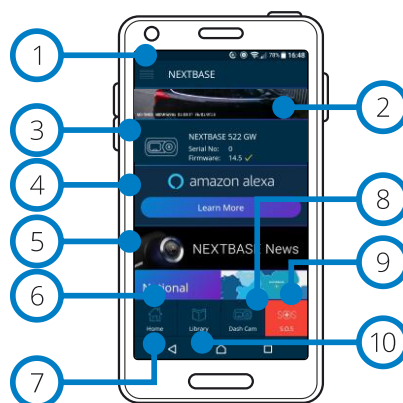 1
78% 16:48
NEXTBASE
2
3
NEXTBASE 522 GW
Serial No: 0
Firmware: 14.5
4
amazon alexa
Learn More
8
5
NEXTBASE News
9
6
National
SOS
Home
Library
Dash Cam
S.O.S
7
10